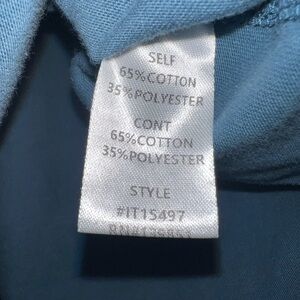 SELF
65%COTTON
35%POLYESTER
CONT
65%COTTON
35%POLYESTER
STYLE
#IT15497